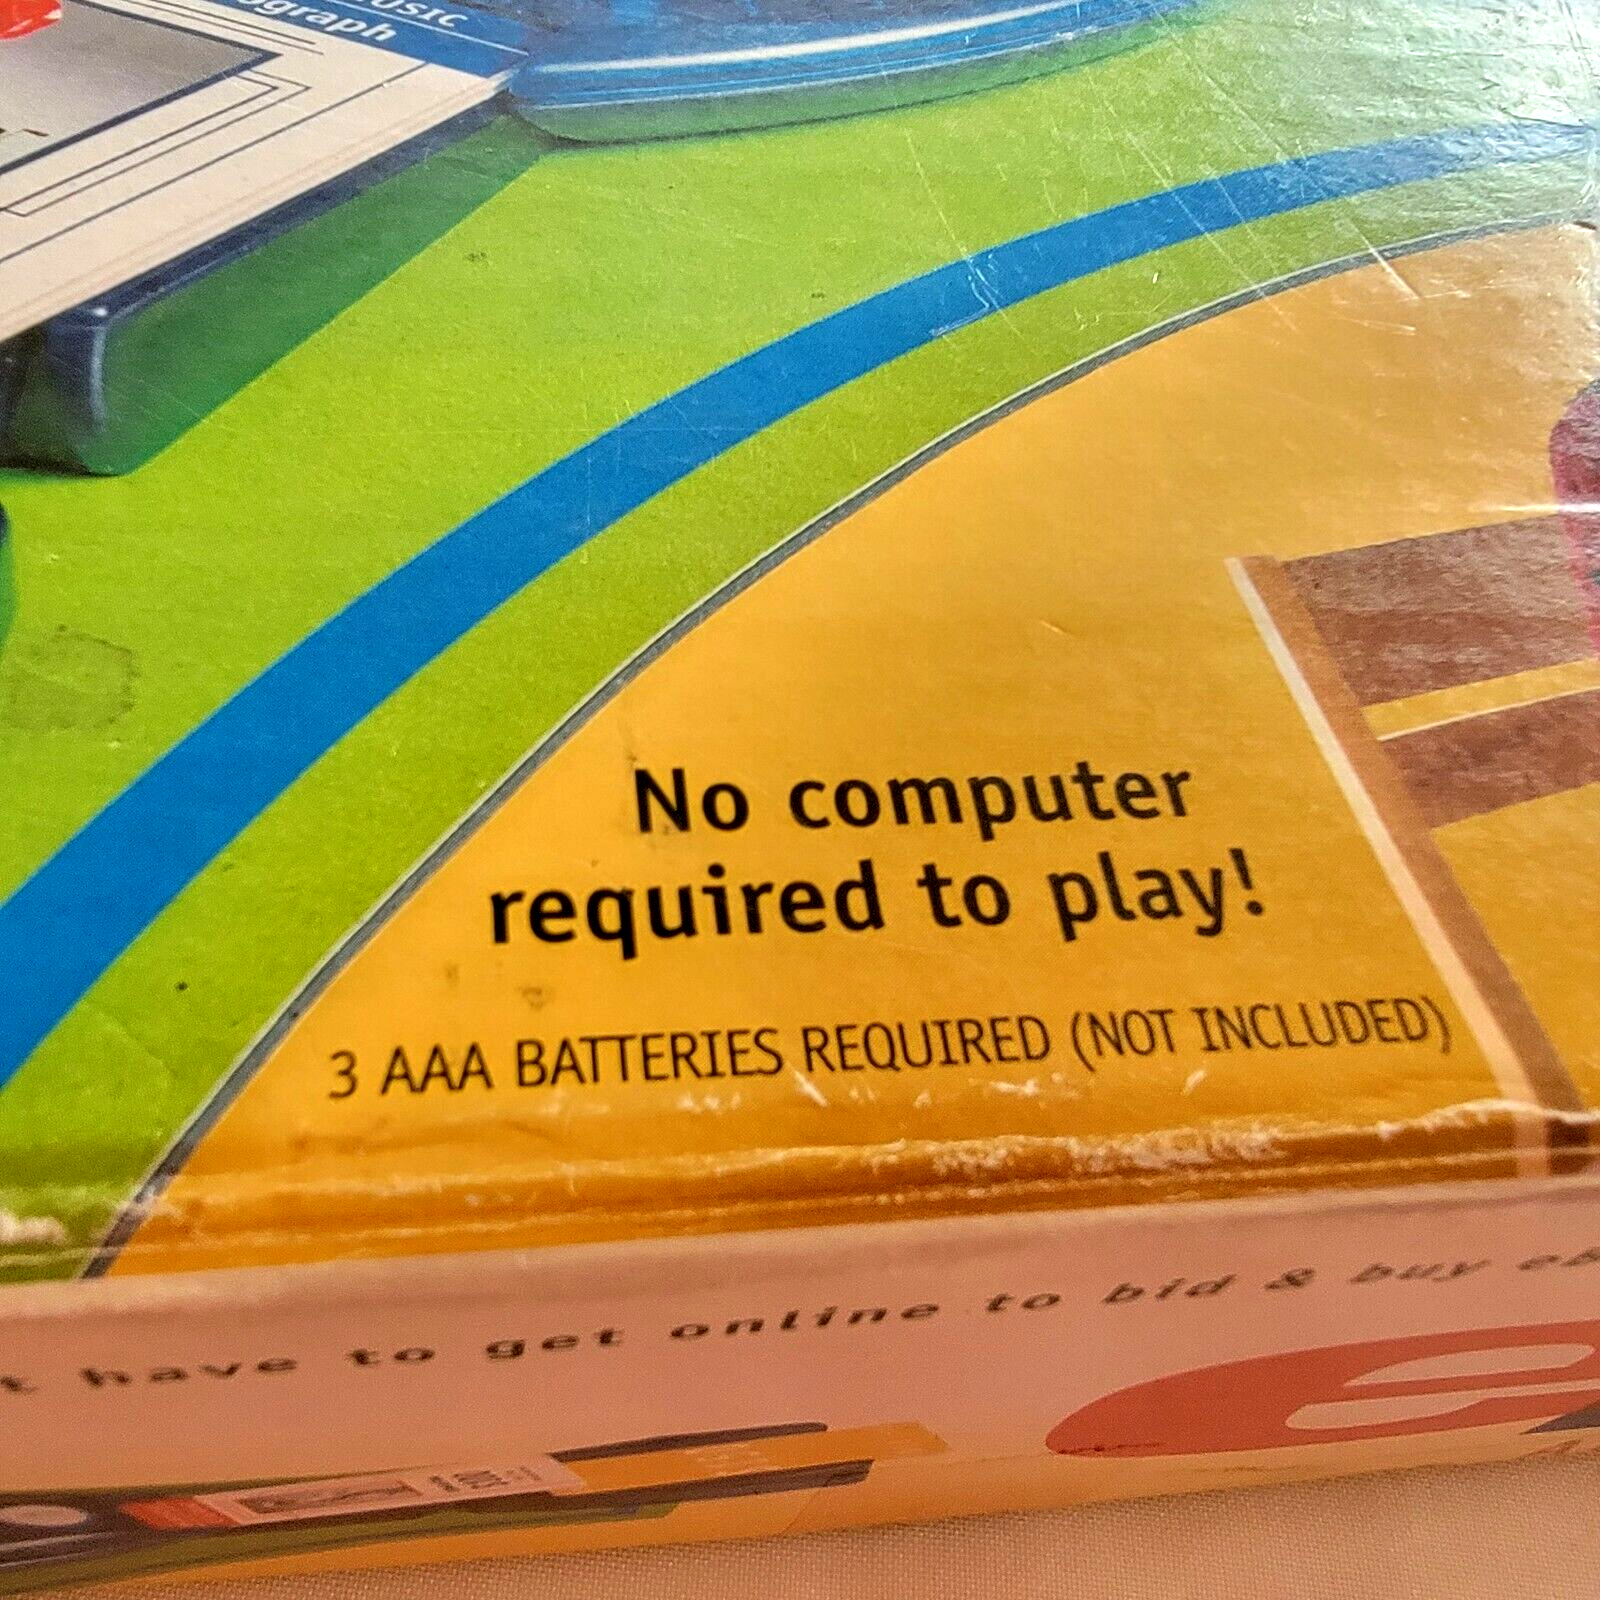 No computer
required to play!
3 AAA BATTERIES REQUIRED (NOT INCLUDED)
have to get online to bid & buy